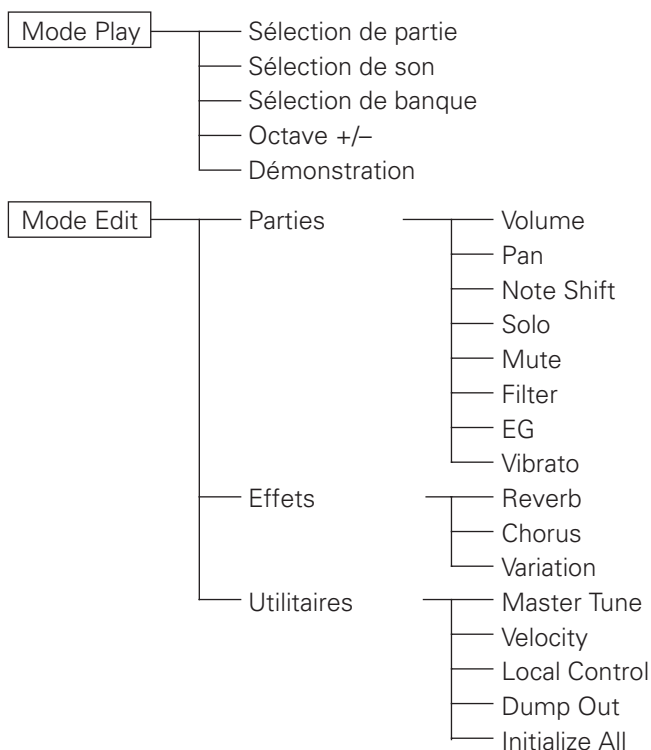 Mode Play Sélection de partie
Sélection de son
Sélection de banque
Octave +/–
Démonstration
Mode Edit Parties Volume
Pan
Note Shift
Solo
Mute
Filter
EG
Vibrato
Effets Reverb
Chorus
Variation
Utilitaires Master Tune
Velocity
Local Control
Dump Out
Initialize All